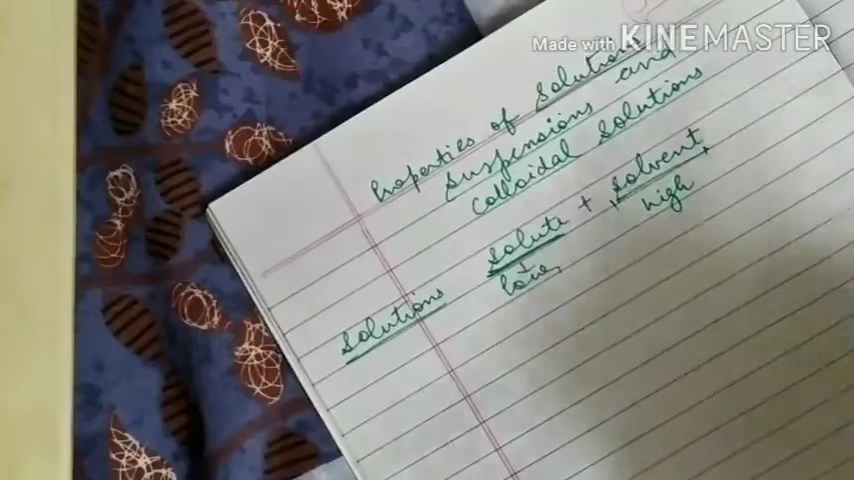 Made with KINEMASTER
Properties of Solutions
Suspensions and
Colloidal Solutions
Solutions
Solute + Solvent,
low, high